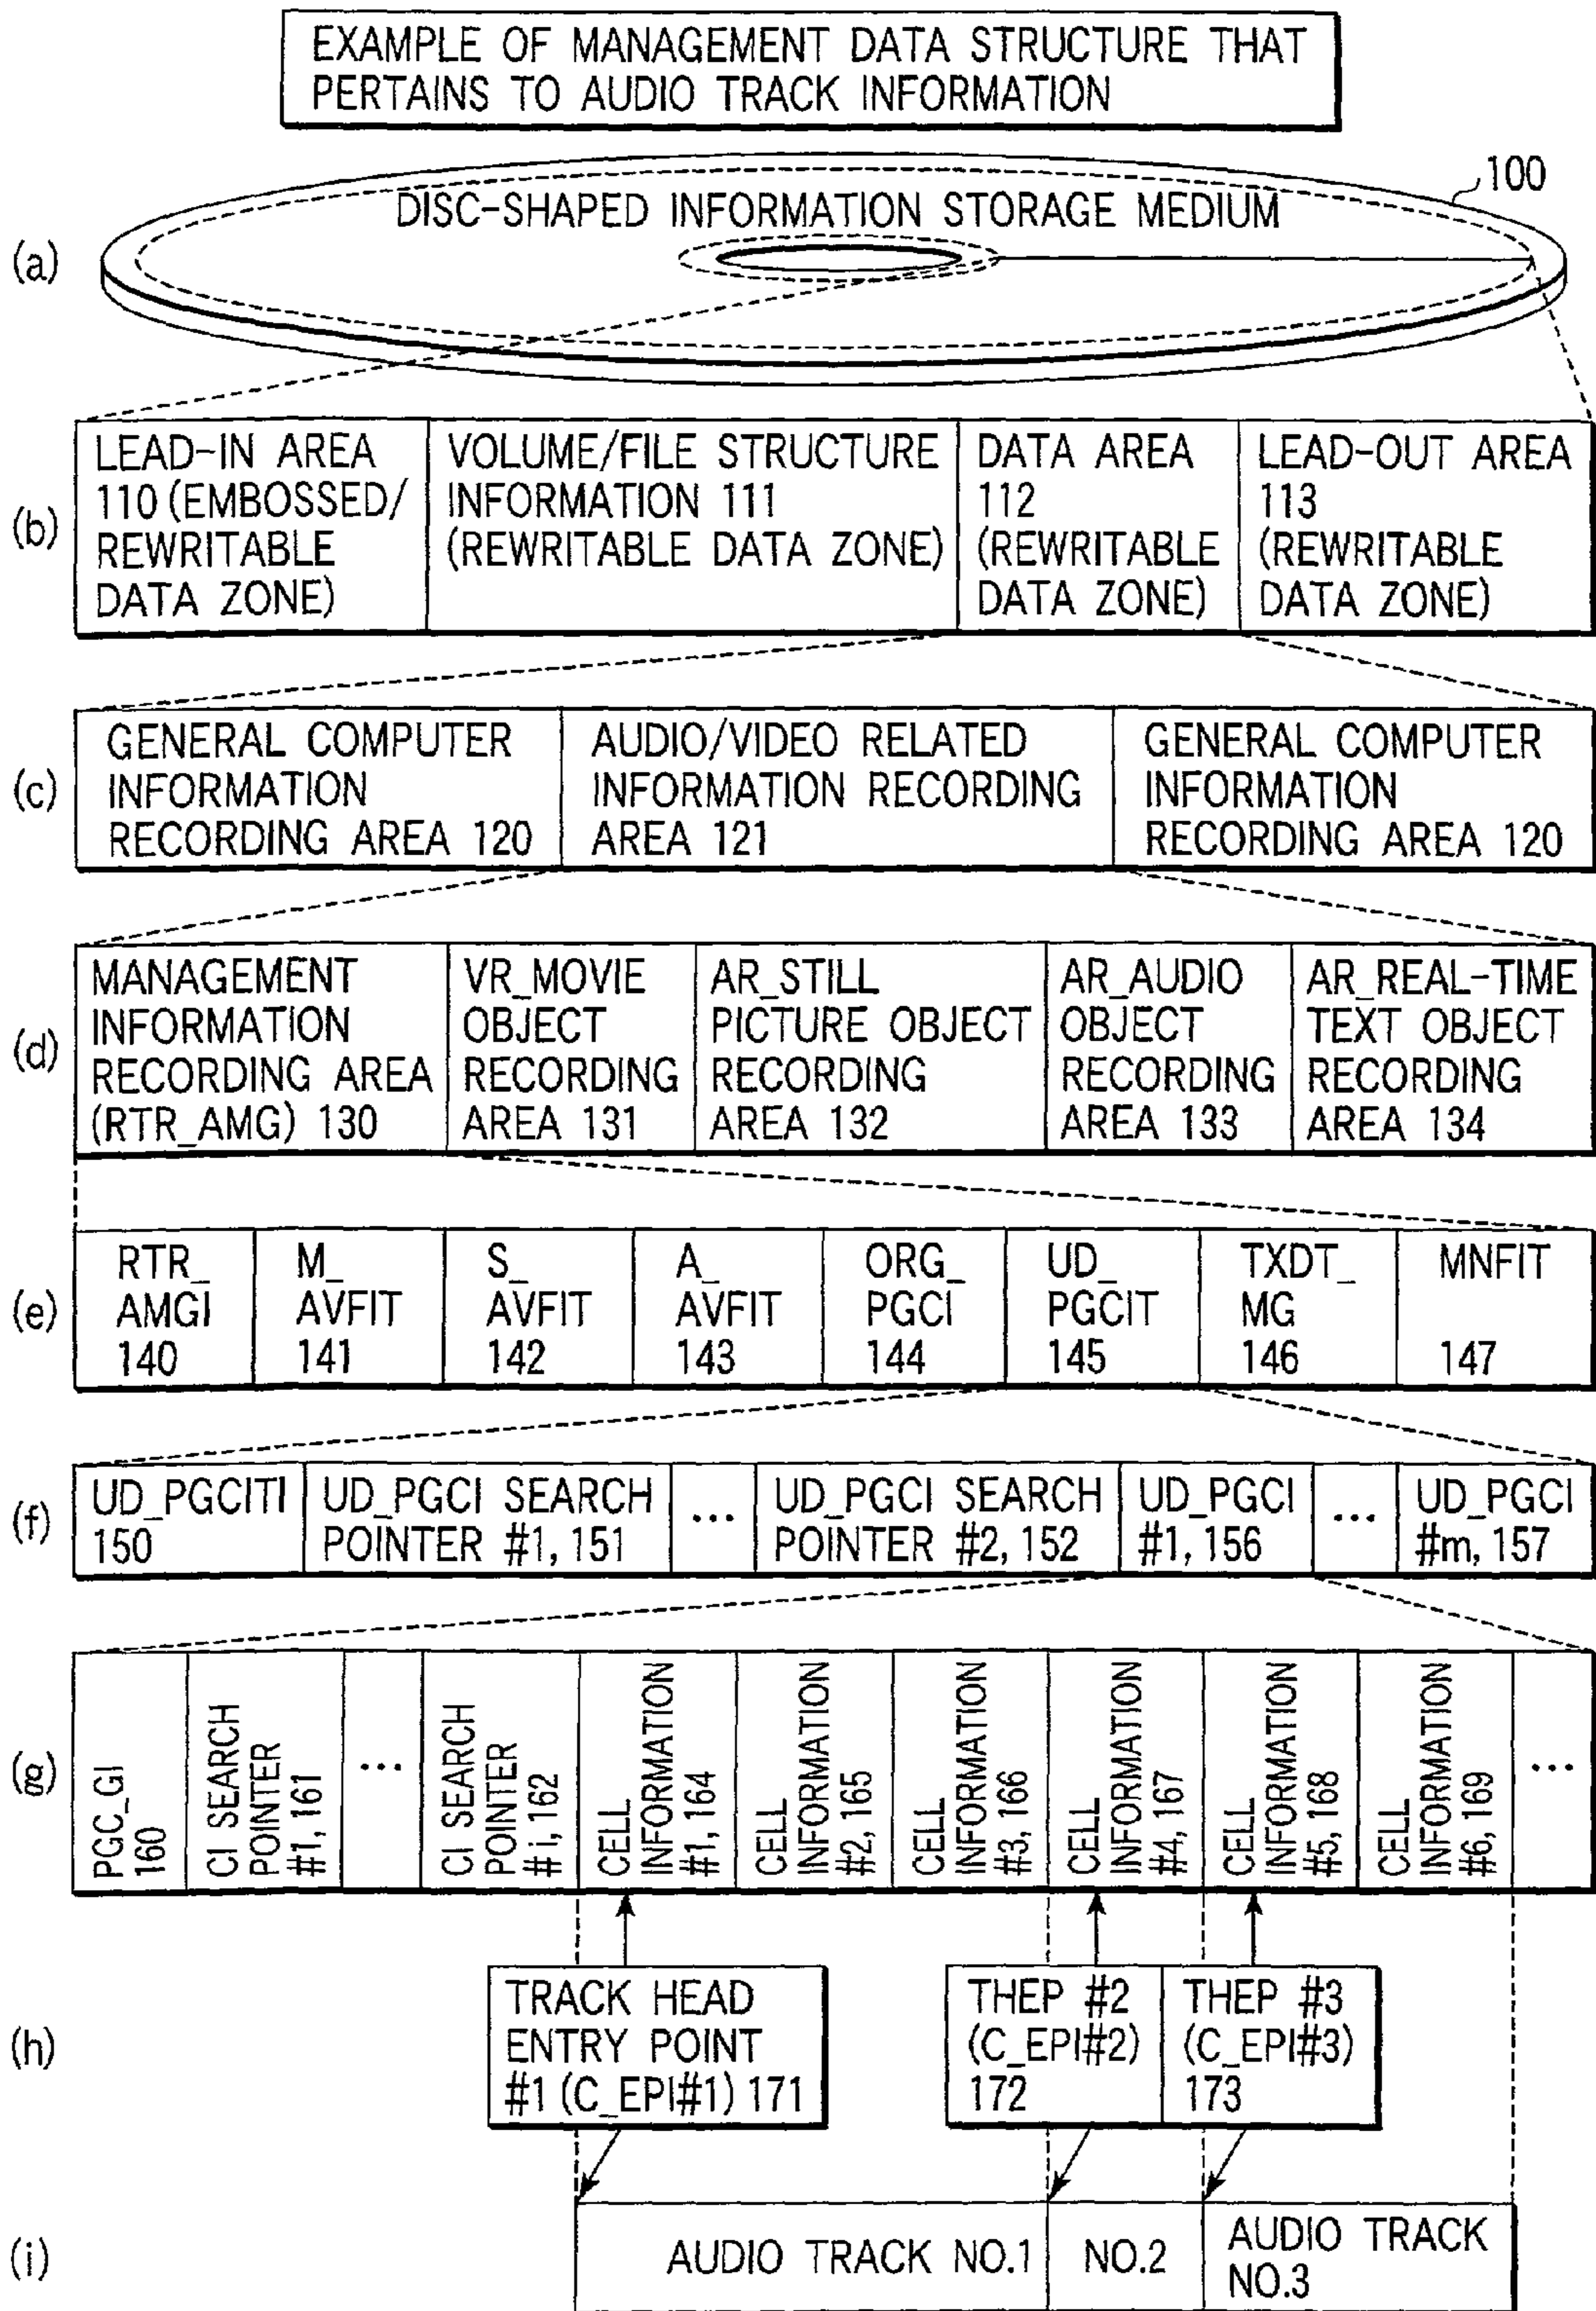 EXAMPLE OF MANAGEMENT DATA STRUCTURE THAT
PERTAINS TO AUDIO TRACK INFORMATION
100
DISC-SHAPED INFORMATION STORAGE MEDIUM
(a)
(b)
LEAD-IN AREA
110 (EMBOSSED/
REWRITABLE
DATA ZONE)
VOLUME/FILE STRUCTURE
INFORMATION 111
(REWRITABLE DATA ZONE)
DATA AREA
112
(REWRITABLE
DATA ZONE)
LEAD-OUT AREA
113
(REWRITABLE
DATA ZONE)
(c)
GENERAL COMPUTER
INFORMATION
RECORDING AREA 120
AUDIO/VIDEO RELATED
INFORMATION RECORDING
AREA 121
GENERAL COMPUTER
INFORMATION
RECORDING AREA 120
(d)
MANAGEMENT
INFORMATION
RECORDING AREA
(RTR_AMG) 130
VR_MOVIE
OBJECT
RECORDING
AREA 131
AR_STILL
PICTURE OBJECT
RECORDING
AREA 132
AR_AUDIO
OBJECT
RECORDING
AREA 133
AR_REAL-TIME
TEXT OBJECT
RECORDING
AREA 134
(e)
RTR_
AMGI
140
M_
AVFIT
141
S_
AVFIT
142
A_
AVFIT
143
ORG_
PGCI
144
UD_
PGCIT
145
TXDT_
MG
146
MNFIT
147
(f)
UD_PGCITI
150
UD_PGCI SEARCH
POINTER #1, 151
...
UD_PGCI SEARCH
POINTER #2, 152
UD_PGCI
#1, 156
...
UD_PGCI
#m, 157
(g)
PGC_GI
160
CI SEARCH
POINTER
#1, 161
...
CI SEARCH
POINTER
#i, 162
CELL
INFORMATION
#1, 164
CELL
INFORMATION
#2, 165
CELL
INFORMATION
#3, 166
CELL
INFORMATION
#4, 167
CELL
INFORMATION
#5, 168
CELL
INFORMATION
#6, 169
...
(h)
TRACK HEAD
ENTRY POINT
#1 (C_EPI#1) 171
THEP #2
(C_EPI#2)
172
THEP #3
(C_EPI#3)
173
(i)
AUDIO TRACK NO.1
NO.2
AUDIO TRACK
NO.3